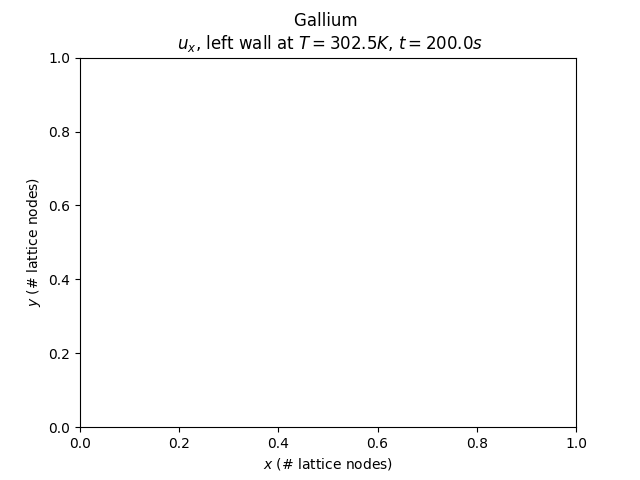 Gallium
u_x, left wall at T = 302.5K, t = 200.0s
1.0
0.8
0.6
0.4
0.2
0.0
y (# lattice nodes)
0.0 0.2 0.4 0.6 0.8 1.0
x (# lattice nodes)